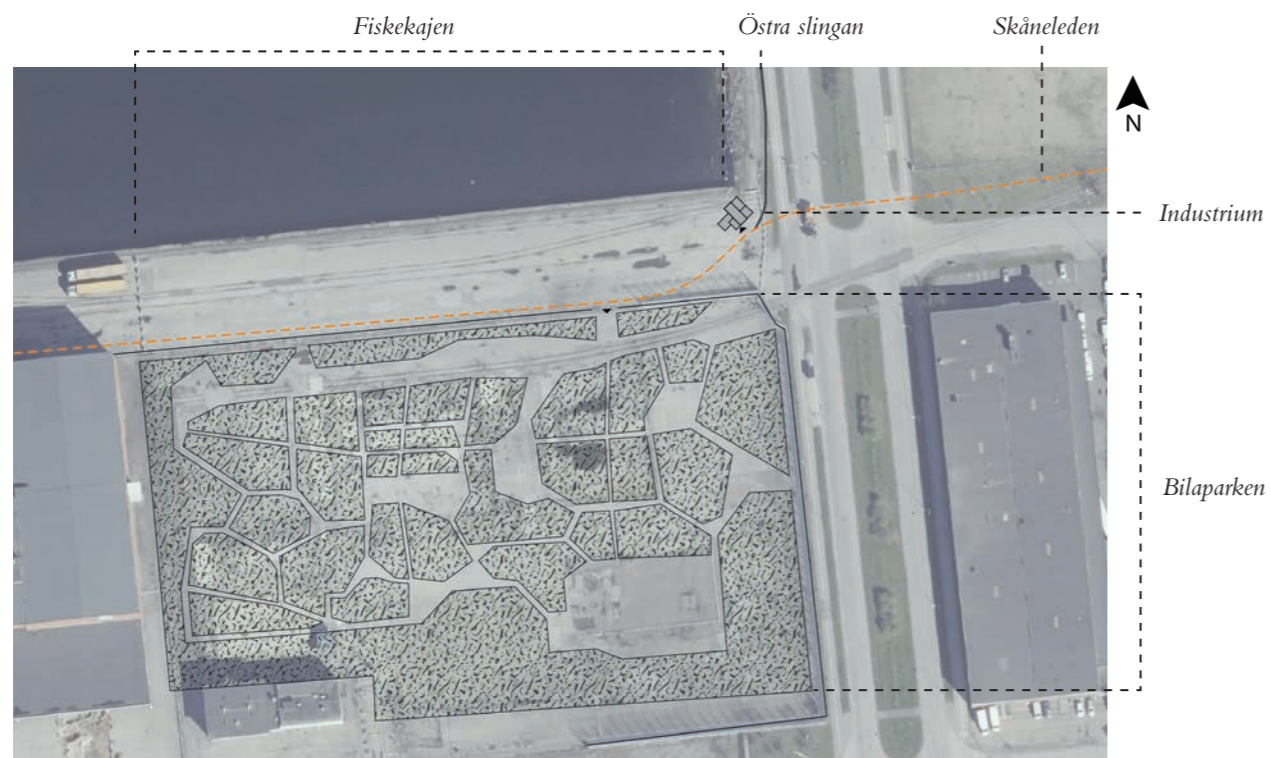 Fiskekajen
Östra slingan
Skåneleden
N
Industrium
Bilaparken